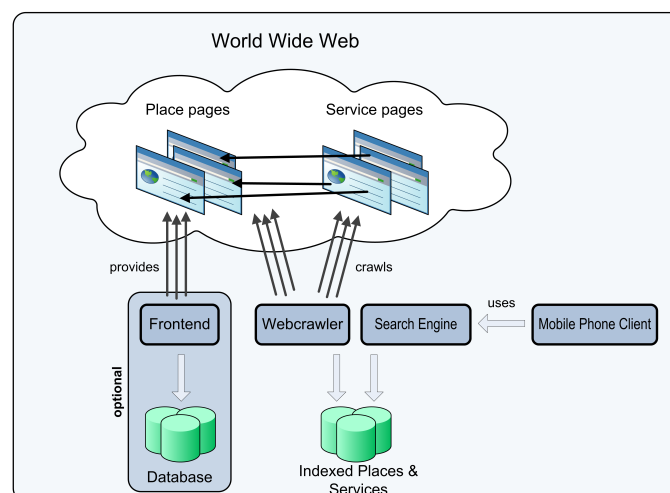 World Wide Web
Place pages
Service pages
provides
crawls
uses
Frontend
Webcrawler
Search Engine
Mobile Phone Client
optional
Database
Indexed Places &
Services